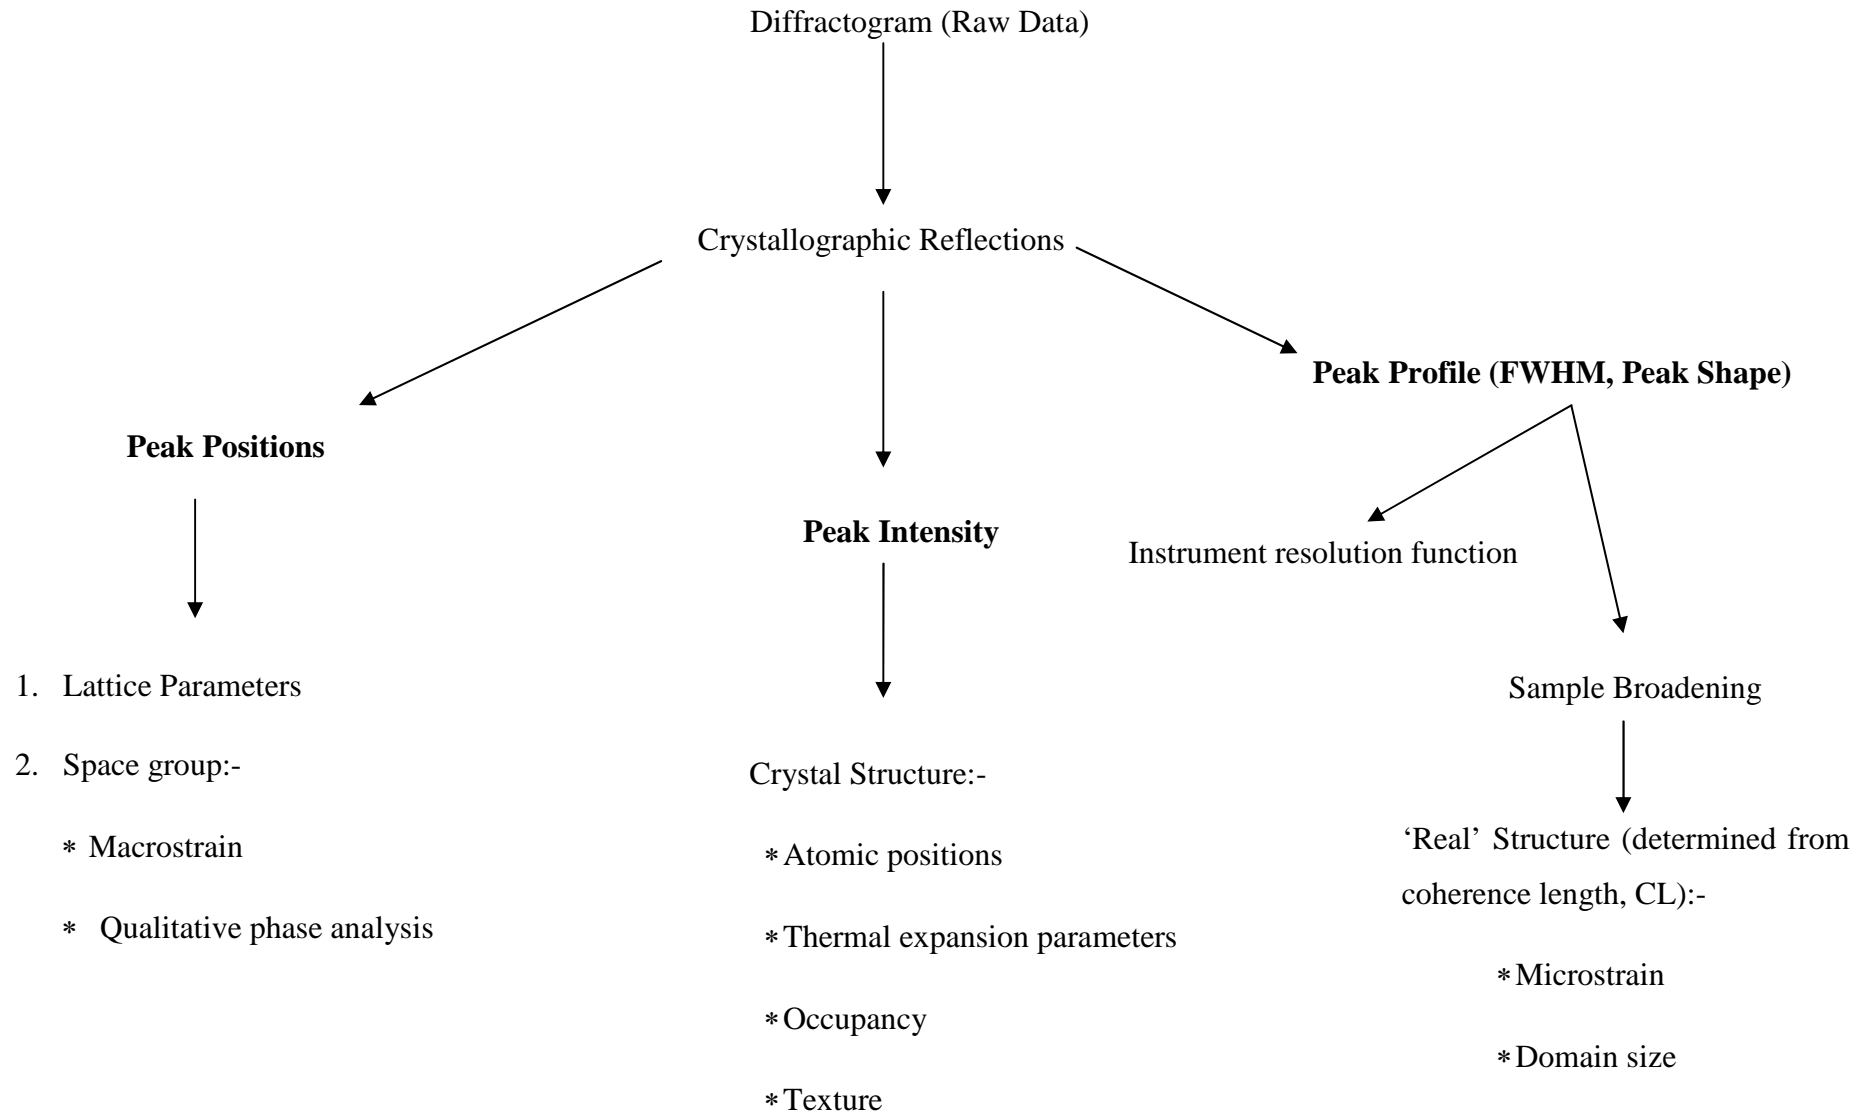 Diffractogram (Raw Data)
Crystallographic Reflections
Peak Profile (FWHM, Peak Shape)
Peak Positions
Peak Intensity
Instrument resolution function
1. Lattice Parameters
2. Space group:-
* Macrostrain
* Qualitative phase analysis
Crystal Structure:-
* Atomic positions
* Thermal expansion parameters
* Occupancy
* Texture
Sample Broadening
‘Real’ Structure (determined from
coherence length, CL):-
* Microstrain
* Domain size